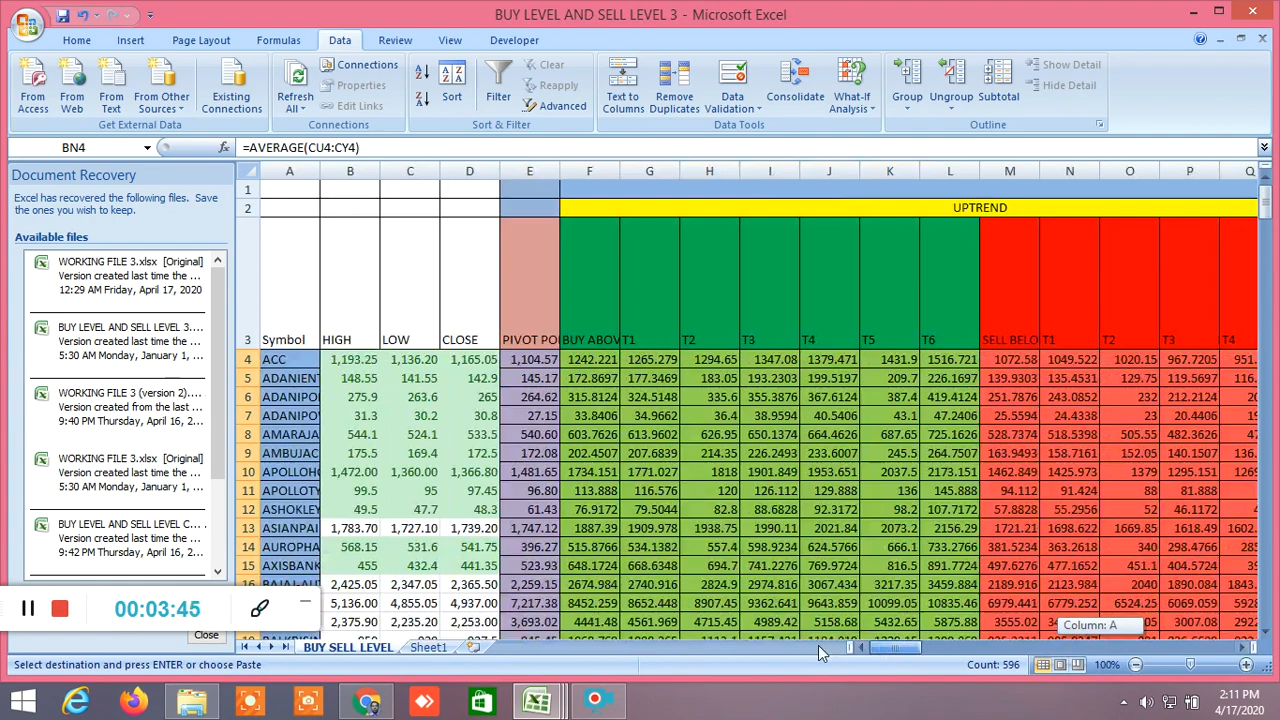 BUY LEVEL AND SELL LEVEL 3 - Microsoft Excel
Home Insert Page Layout Formulas Data Review View Developer
From Access From Web From Text From Other Sources Existing Connections Refresh All Connections Properties Edit Links Sort Filter Clear Reapply Advanced Text to Columns Remove Duplicates Data Validation Consolidate What-If Analysis Group Ungroup Subtotal Show Detail Hide Detail
Get External Data Connections Sort & Filter Data Tools Outline
BN4 fx =AVERAGE(CU4:CY4)
Document Recovery
Excel has recovered the following files. Save
the ones you wish to keep.
Available files
WORKING FILE 3.xlsx [Original]
Version created last time the ...
12:29 AM Friday, April 17, 2020
BUY LEVEL AND SELL LEVEL 3....
Version created last time the ...
5:30 AM Monday, January 1, ...
WORKING FILE 3 (version 2)....
Version created from the last ...
9:40 PM Thursday, April 16, ...
WORKING FILE 3.xlsx [Original]
Version created last time the ...
5:30 AM Monday, January 1, ...
BUY LEVEL AND SELL LEVEL C...
Version created last time the ...
9:42 PM Thursday, April 16, ...
00:03:45
Close
A B C D E F G H I J K L M N O P Q
1
2 UPTREND
3 Symbol HIGH LOW CLOSE PIVOT PO BUY ABOV T1 T2 T3 T4 T5 T6 SELL BELO T1 T2 T3 T4
4 ACC 1,193.25 1,136.20 1,165.05 1,104.57 1242.221 1265.279 1294.65 1347.08 1379.471 1431.9 1516.721 1072.58 1049.522 1020.15 967.7205 951.
5 ADANIENT 148.55 141.55 142.9 145.17 172.8697 177.3469 183.05 193.2303 199.5197 209.7 226.1697 139.9303 135.4531 129.75 119.5697 116.
6 ADANIPO 275.9 263.6 265 264.62 315.8124 324.5148 335.6 355.3876 367.6124 387.4 419.4124 251.7876 243.0852 232 212.2124 206.
7 ADANIPOV 31.3 30.2 30.8 27.15 33.8406 34.9662 36.4 38.9594 40.5406 43.1 47.2406 25.5594 24.4338 23 20.4406 19.
8 AMARAJA 544.1 524.1 533.5 540.60 603.7626 613.9602 626.95 650.1374 664.4626 687.65 725.1626 528.7374 518.5398 505.55 482.3626 475.
9 AMBUJAC 175.5 169.4 172.5 172.08 202.4507 207.6839 214.35 226.2493 233.6007 245.5 264.7507 163.9493 158.7161 152.05 140.1507 136.
10 APOLLOHO 1,472.00 1,360.00 1,366.80 1,481.65 1734.151 1771.027 1818 1901.849 1953.651 2037.5 2173.151 1462.849 1425.973 1379 1295.151 1269
11 APOLLOTY 99.5 95 97.45 96.80 113.888 116.576 120 126.112 129.888 136 145.888 94.112 91.424 88 81.888
12 ASHOKLEY 49.5 47.7 48.3 61.43 76.9172 79.5044 82.8 88.6828 92.3172 98.2 107.7172 57.8828 55.2956 52 46.1172
13 ASIANPAI 1,783.70 1,727.10 1,739.20 1,747.12 1887.39 1909.978 1938.75 1990.11 2021.84 2073.2 2156.29 1721.21 1698.622 1669.85 1618.49 1602.
14 AUROPHA 568.15 531.6 541.75 396.27 515.8766 534.1382 557.4 598.9234 624.5766 666.1 733.2766 381.5234 363.2618 340 298.4766 285
15 AXISBANK 455 432.4 441.35 523.93 648.1724 668.6348 694.7 741.2276 769.9724 816.5 891.7724 497.6276 477.1652 451.1 404.5724
16 BAJAJ-AU 2,425.05 2,347.05 2,365.50 2,259.15 2674.984 2740.916 2824.9 2974.816 3067.434 3217.35 3459.884 2189.916 2123.984 2040 1890.084 1843.
5,136.00 4,855.05 4,937.00 7,217.38 8452.259 8652.448 8907.45 9362.641 9643.859 10099.05 10835.46 6979.441 6779.252 6524.25 6069.059 5928
2,375.90 2,235.20 2,253.00 3,693.02 4441.48 4561.969 4715.45 4989.42 5158.68 5432.65 5875.88 3555.02
Column: A
BUY LEVEL SELL LEVEL Sheet1
Select destination and press ENTER or choose Paste Count: 596 100%
2:11 PM
4/17/2020